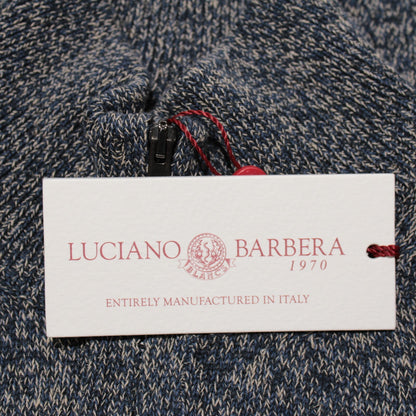 LUCIANO BARBERA
1970
ENTIRELY MANUFACTURED IN ITALY